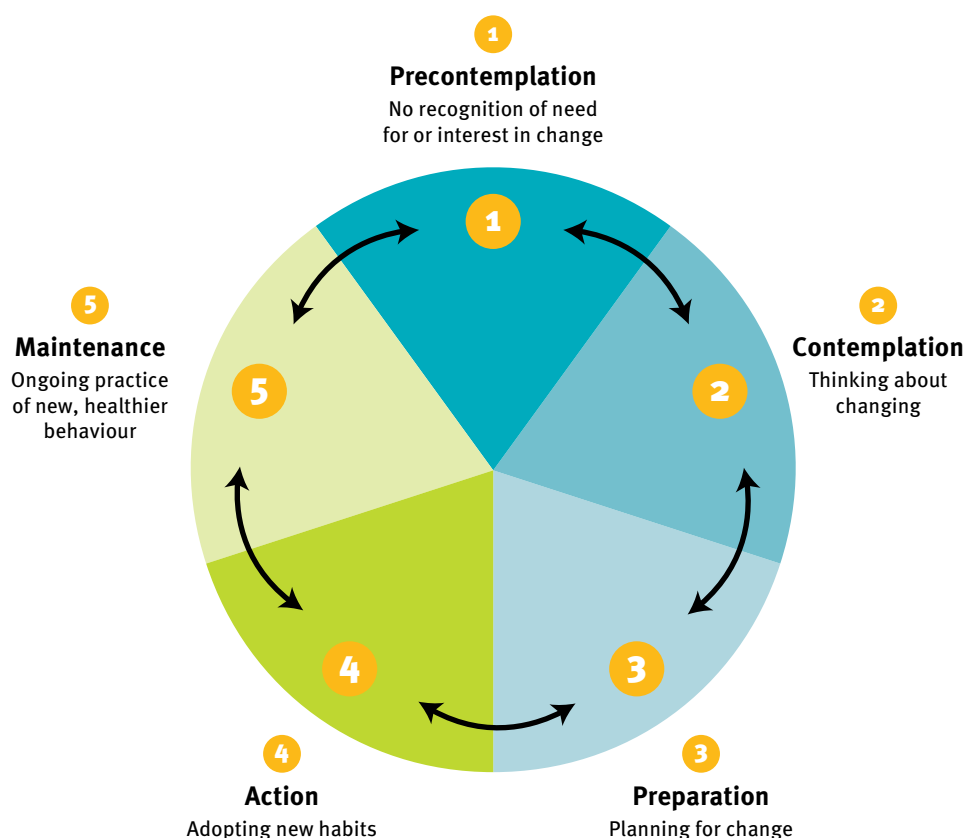 1
Precontemplation
No recognition of need
for or interest in change
1
5
Maintenance
Ongoing practice
of new, healthier
behaviour
5
2
2
Contemplation
Thinking about
changing
4
3
4
Action
Adopting new habits
3
Preparation
Planning for change